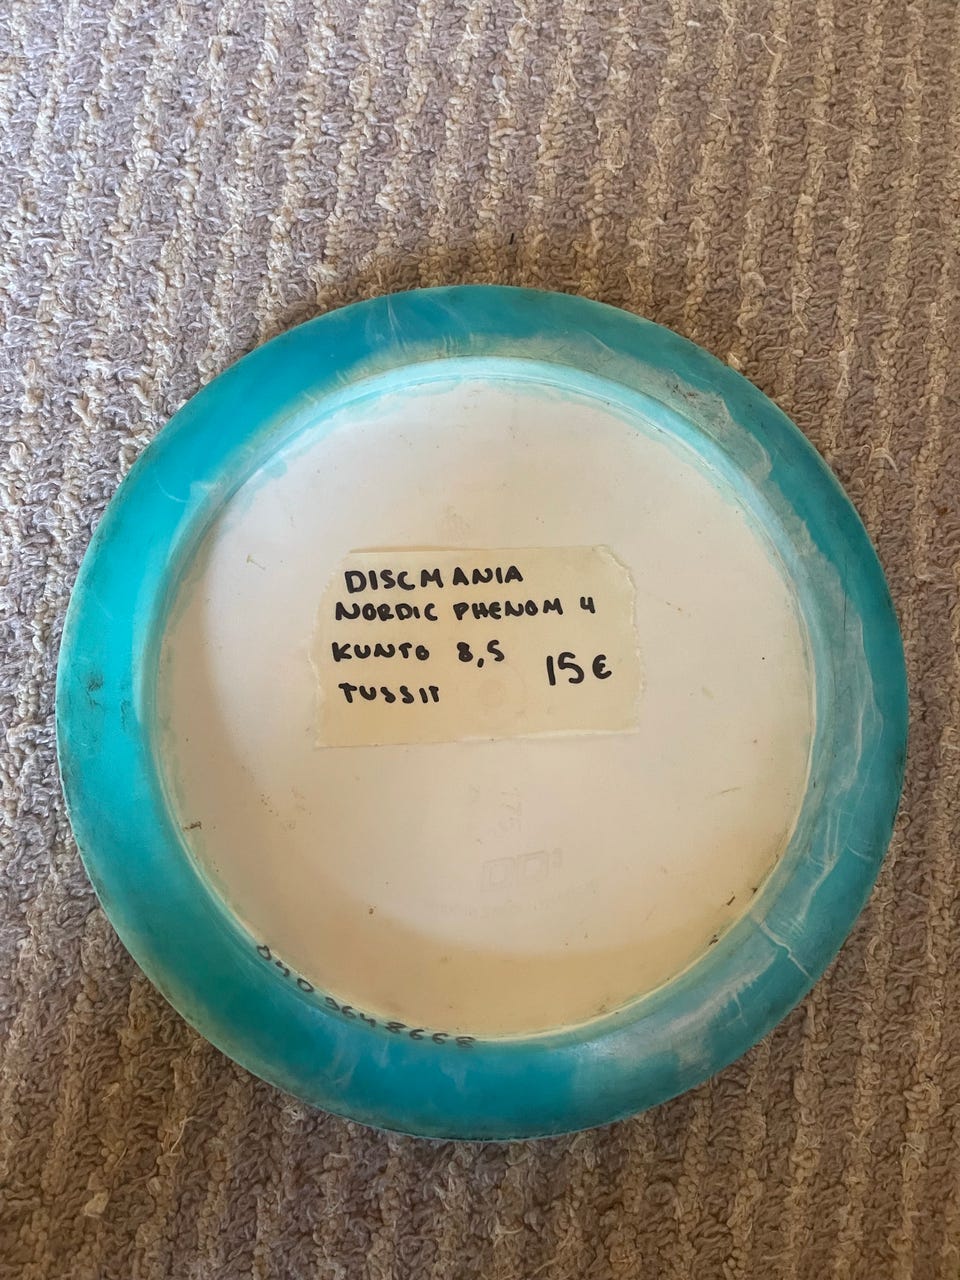 DISCMANIA
NORDIC PHENOM 4
KUNTO 8,5
15€
TUSSIT